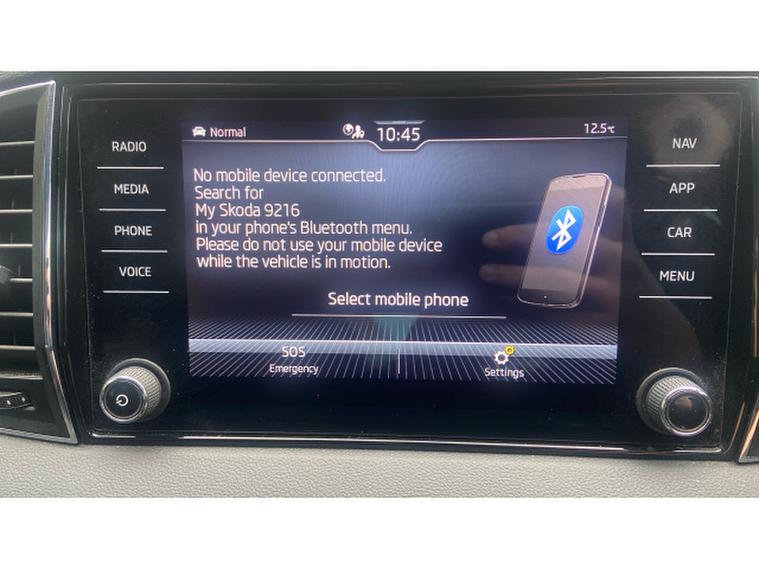 Normal 10:45 12.5°C
RADIO
MEDIA
PHONE
VOICE
No mobile device connected.
Search for
My Skoda 9216
in your phone's Bluetooth menu.
Please do not use your mobile device
while the vehicle is in motion.
Select mobile phone
SOS
Emergency
Settings
NAV
APP
CAR
MENU